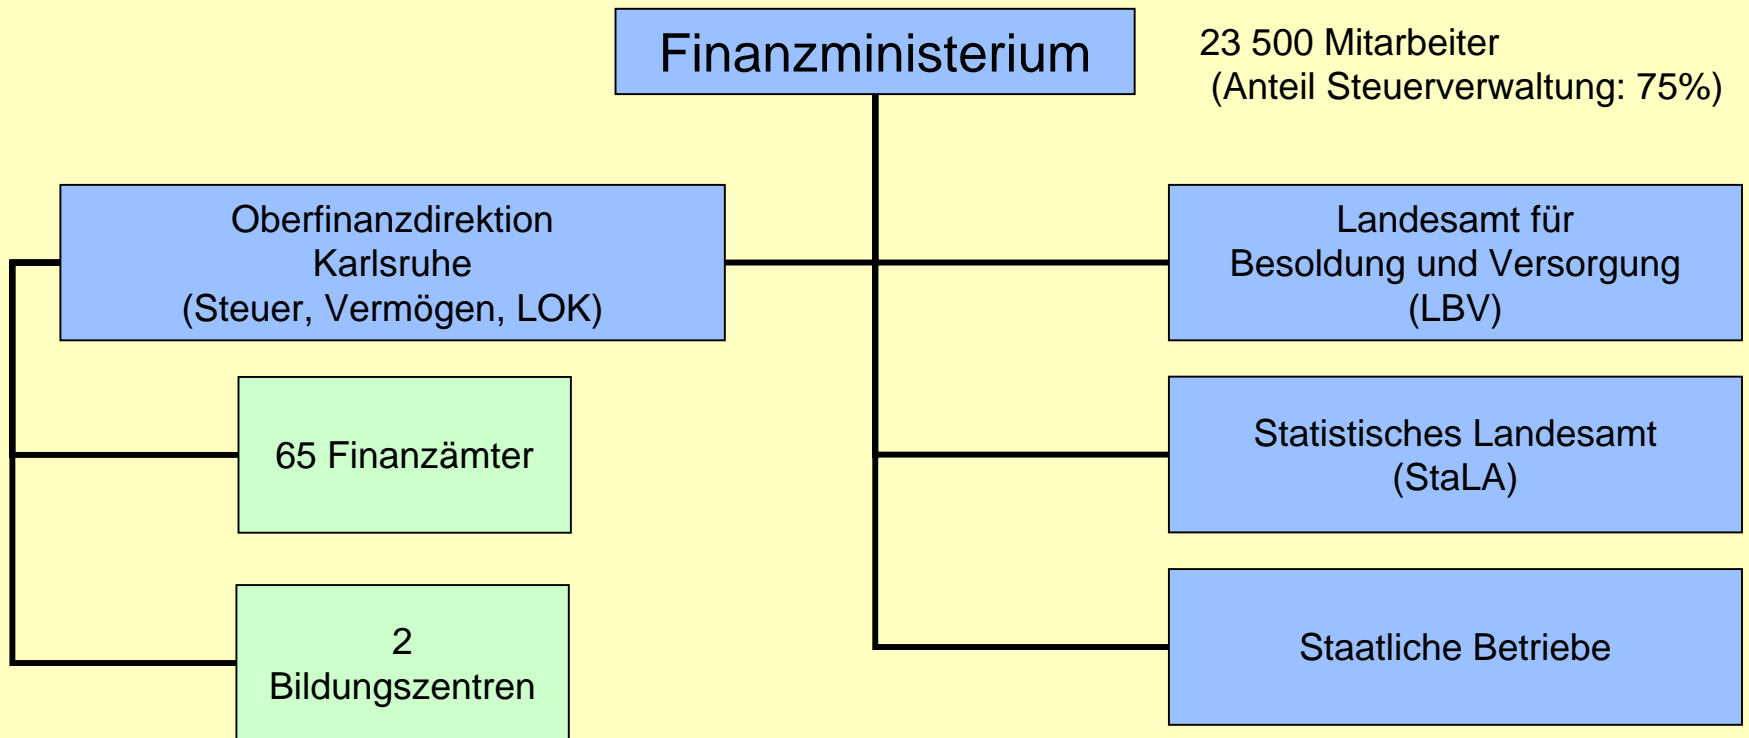 Finanzministerium
23 500 Mitarbeiter
(Anteil Steuerverwaltung: 75%)
Oberfinanzdirektion
Karlsruhe
(Steuer, Vermögen, LOK)
Landesamt für
Besoldung und Versorgung
(LBV)
65 Finanzämter
Statistisches Landesamt
(StaLA)
2
Bildungszentren
Staatliche Betriebe